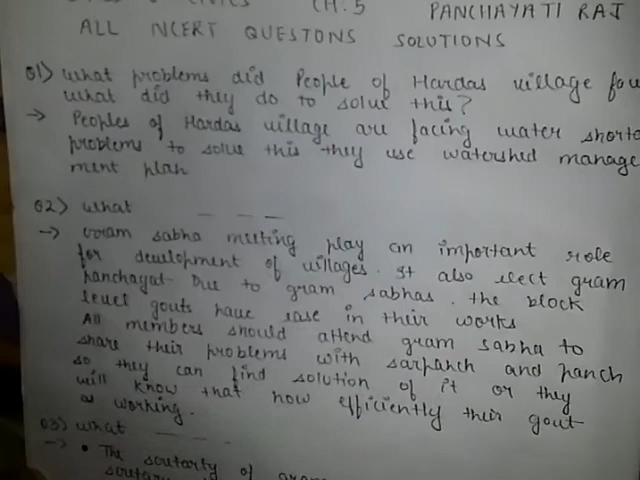 CH.5 PANCHAYATI RAJ
ALL NCERT QUESTONS SOLUTIONS
01) What problems did People of Hardas village
what did they do to solve this?
→ Peoples of Hardas village are facing water
problems to solve this they use watershed manage
ment plan
02) What _ _ _
→ Gram sabha meeting play an important role
for development of villages. It also elect gram
panchayat. Due to gram sabhas. the block
level govts have ease in their works
All members should attend gram sabha to
share their problems with sarpanch and panch
so they can find solution of it or they
will know that how efficiently their govt
is working.
03) What _ _ _
→ • The of